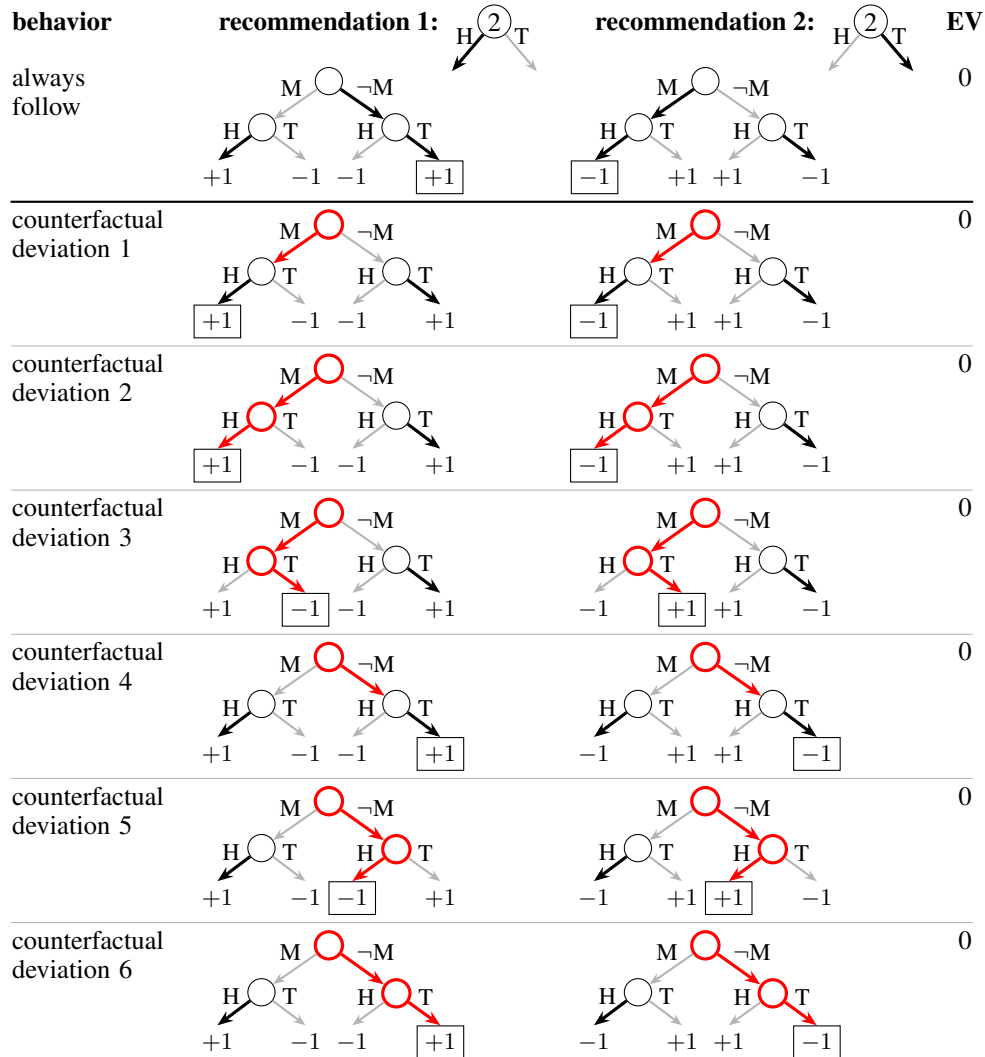 behavior recommendation 1: 2 H T recommendation 2: 2 H T EV
always follow M ¬M M ¬M 0
H T H T H T H T
+1 −1 −1 +1 −1 +1 +1 −1
counterfactual deviation 1 M ¬M M ¬M 0
H T H T H T H T
+1 −1 −1 +1 −1 +1 +1 −1
counterfactual deviation 2 M ¬M M ¬M 0
H T H T H T H T
+1 −1 −1 +1 −1 +1 +1 −1
counterfactual deviation 3 M ¬M M ¬M 0
H T H T H T H T
+1 −1 −1 +1 −1 +1 +1 −1
counterfactual deviation 4 M ¬M M ¬M 0
H T H T H T H T
+1 −1 −1 +1 −1 +1 +1 −1
counterfactual deviation 5 M ¬M M ¬M 0
H T H T H T H T
+1 −1 −1 +1 −1 +1 +1 −1
counterfactual deviation 6 M ¬M M ¬M 0
H T H T H T H T
+1 −1 −1 +1 −1 +1 +1 −1